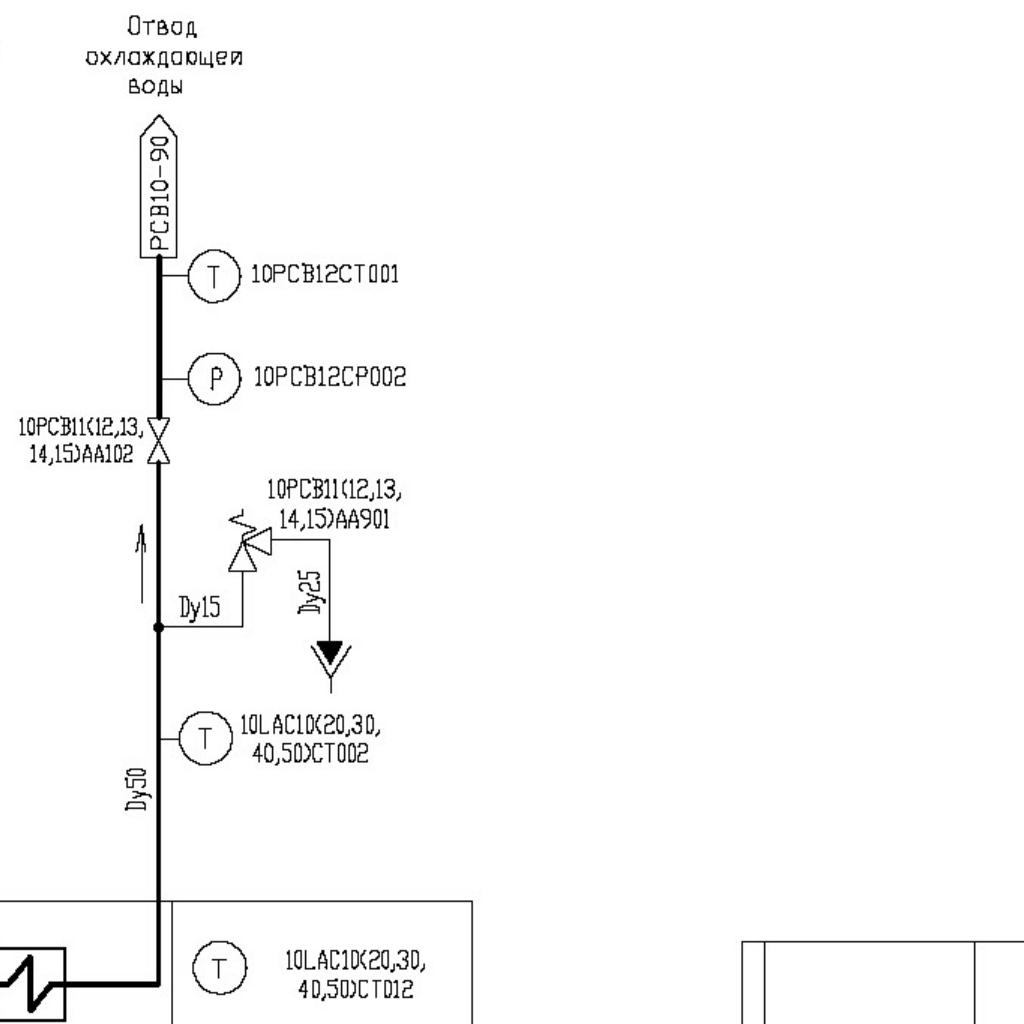 Отвод
охлаждающей
воды
PCB10-90
T
10PCB12CT001
P
10PCB12CP002
10PCB11(12,13,
14,15)AA102
10PCB11(12,13,
14,15)AA901
Dy15
Dy25
T
10LAC10(20,30,
40,50)CT002
Dy50
T
10LAC10(20,30,
40,50)CT012